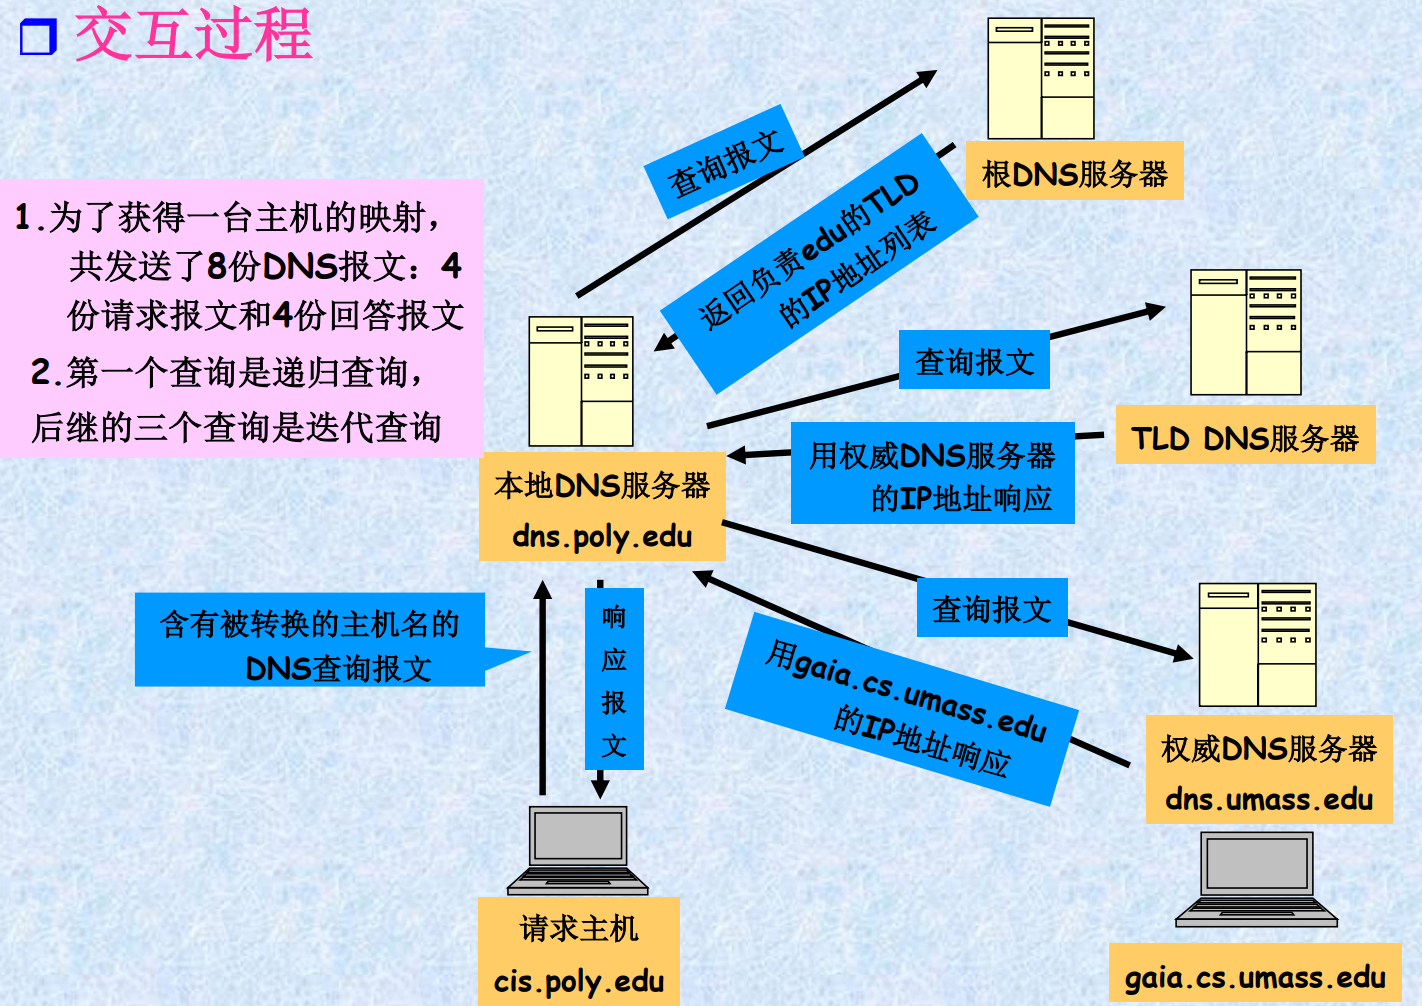 交互过程
1.为了获得一台主机的映射，
共发送了8份DNS报文：4
份请求报文和4份回答报文
2.第一个查询是递归查询，
后继的三个查询是迭代查询
查询报文
返回负责edu的TLD
的IP地址列表
根DNS服务器
查询报文
TLD DNS服务器
用权威DNS服务器
的IP地址响应
本地DNS服务器
dns.poly.edu
查询报文
用gaia.cs.umass.edu
的IP地址响应
权威DNS服务器
dns.umass.edu
含有被转换的主机名的
DNS查询报文
响
应
报
文
请求主机
cis.poly.edu
gaia.cs.umass.edu